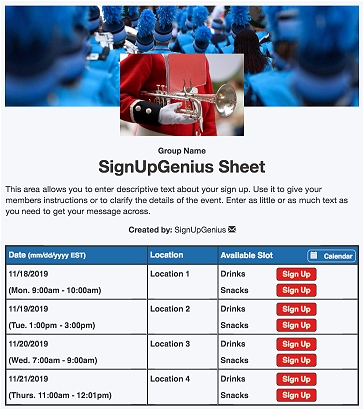 Group Name
SignUpGenius Sheet
This area allows you to enter descriptive text about your sign up. Use it to give your
members instructions or to clarify the details of the event. Enter as little or as much text as
you need to get your message across.
Created by: SignUpGenius
Date (mm/dd/yyyy EST) Location Available Slot Calendar
11/18/2019 Location 1 Drinks Sign Up
(Mon. 9:00am - 10:00am) Snacks Sign Up
11/19/2019 Location 2 Drinks Sign Up
(Tue. 1:00pm - 3:00pm) Snacks Sign Up
11/20/2019 Location 3 Drinks Sign Up
(Wed. 7:00am - 9:00am) Snacks Sign Up
11/21/2019 Location 4 Drinks Sign Up
(Thurs. 11:00am - 12:01pm) Snacks Sign Up